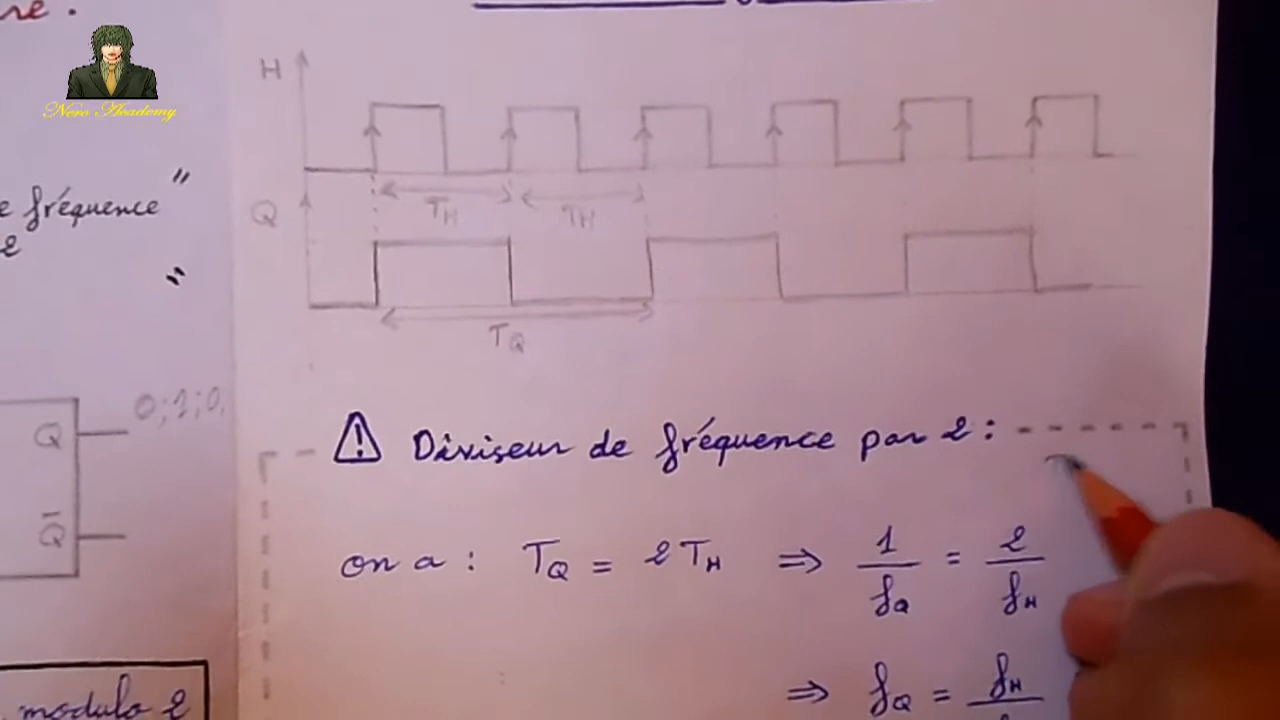 Nero Academy
H
Q
TH TH
TQ
fréquence "
2
"
0;1;0,
Q
Q̅
modulo 2
⚠ Diviseur de fréquence par 2 :
on a : TQ = 2 TH ⇒ 1/fQ = 2/fH
⇒ fQ = fH